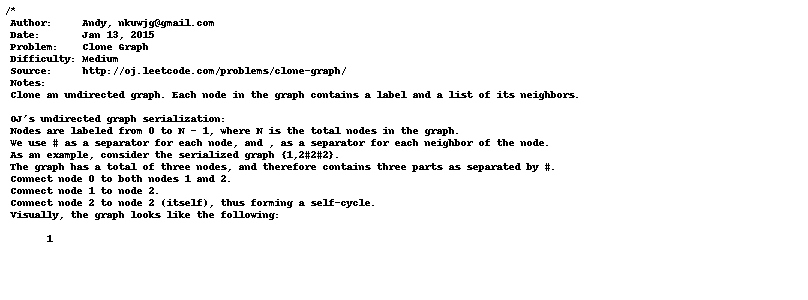 /*
Author: Andy, nkuwjg@gmail.com
Date: Jan 13, 2015
Problem: Clone Graph
Difficulty: Medium
Source: http://oj.leetcode.com/problems/clone-graph/
Notes:
Clone an undirected graph. Each node in the graph contains a label and a list of its neighbors.
OJ's undirected graph serialization:
Nodes are labeled from 0 to N - 1, where N is the total nodes in the graph.
We use # as a separator for each node, and , as a separator for each neighbor of the node.
As an example, consider the serialized graph {1,2#2#2}.
The graph has a total of three nodes, and therefore contains three parts as separated by #.
Connect node 0 to both nodes 1 and 2.
Connect node 1 to node 2.
Connect node 2 to node 2 (itself), thus forming a self-cycle.
Visually, the graph looks like the following:
1